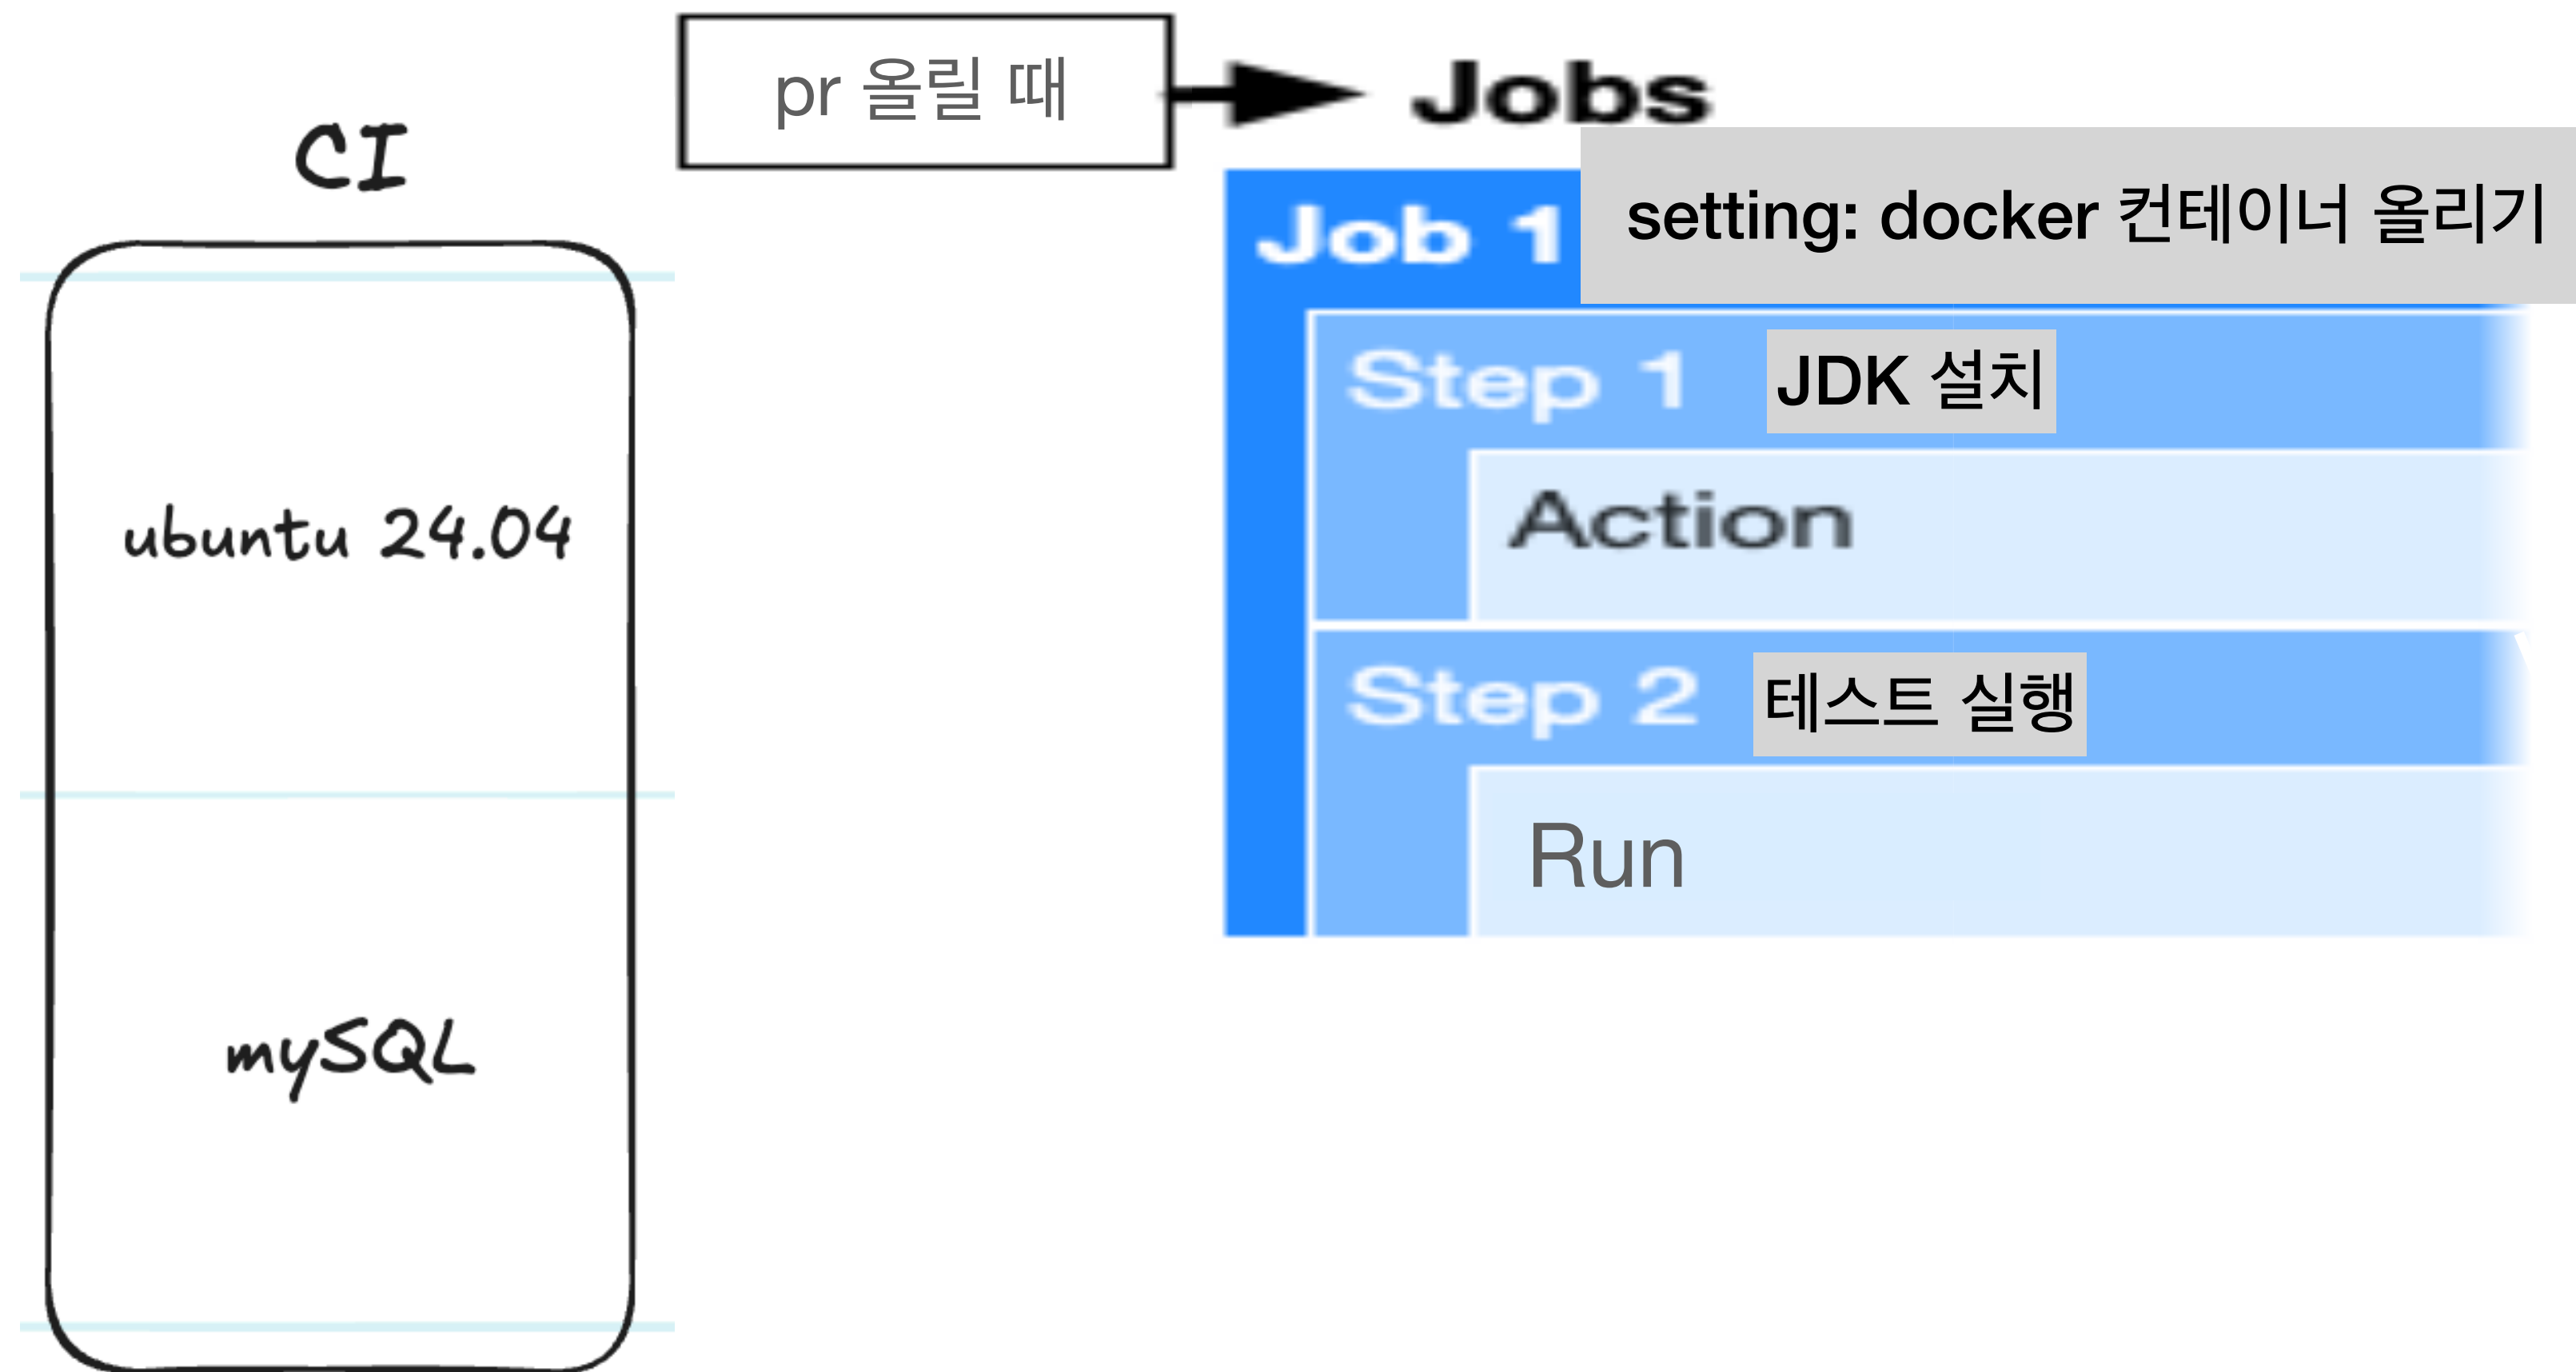 CI
ubuntu 24.04
mySQL
pr 올릴 때
Jobs
Job 1
setting: docker 컨테이너 올리기
Step 1
JDK 설치
Action
Step 2
테스트 실행
Run